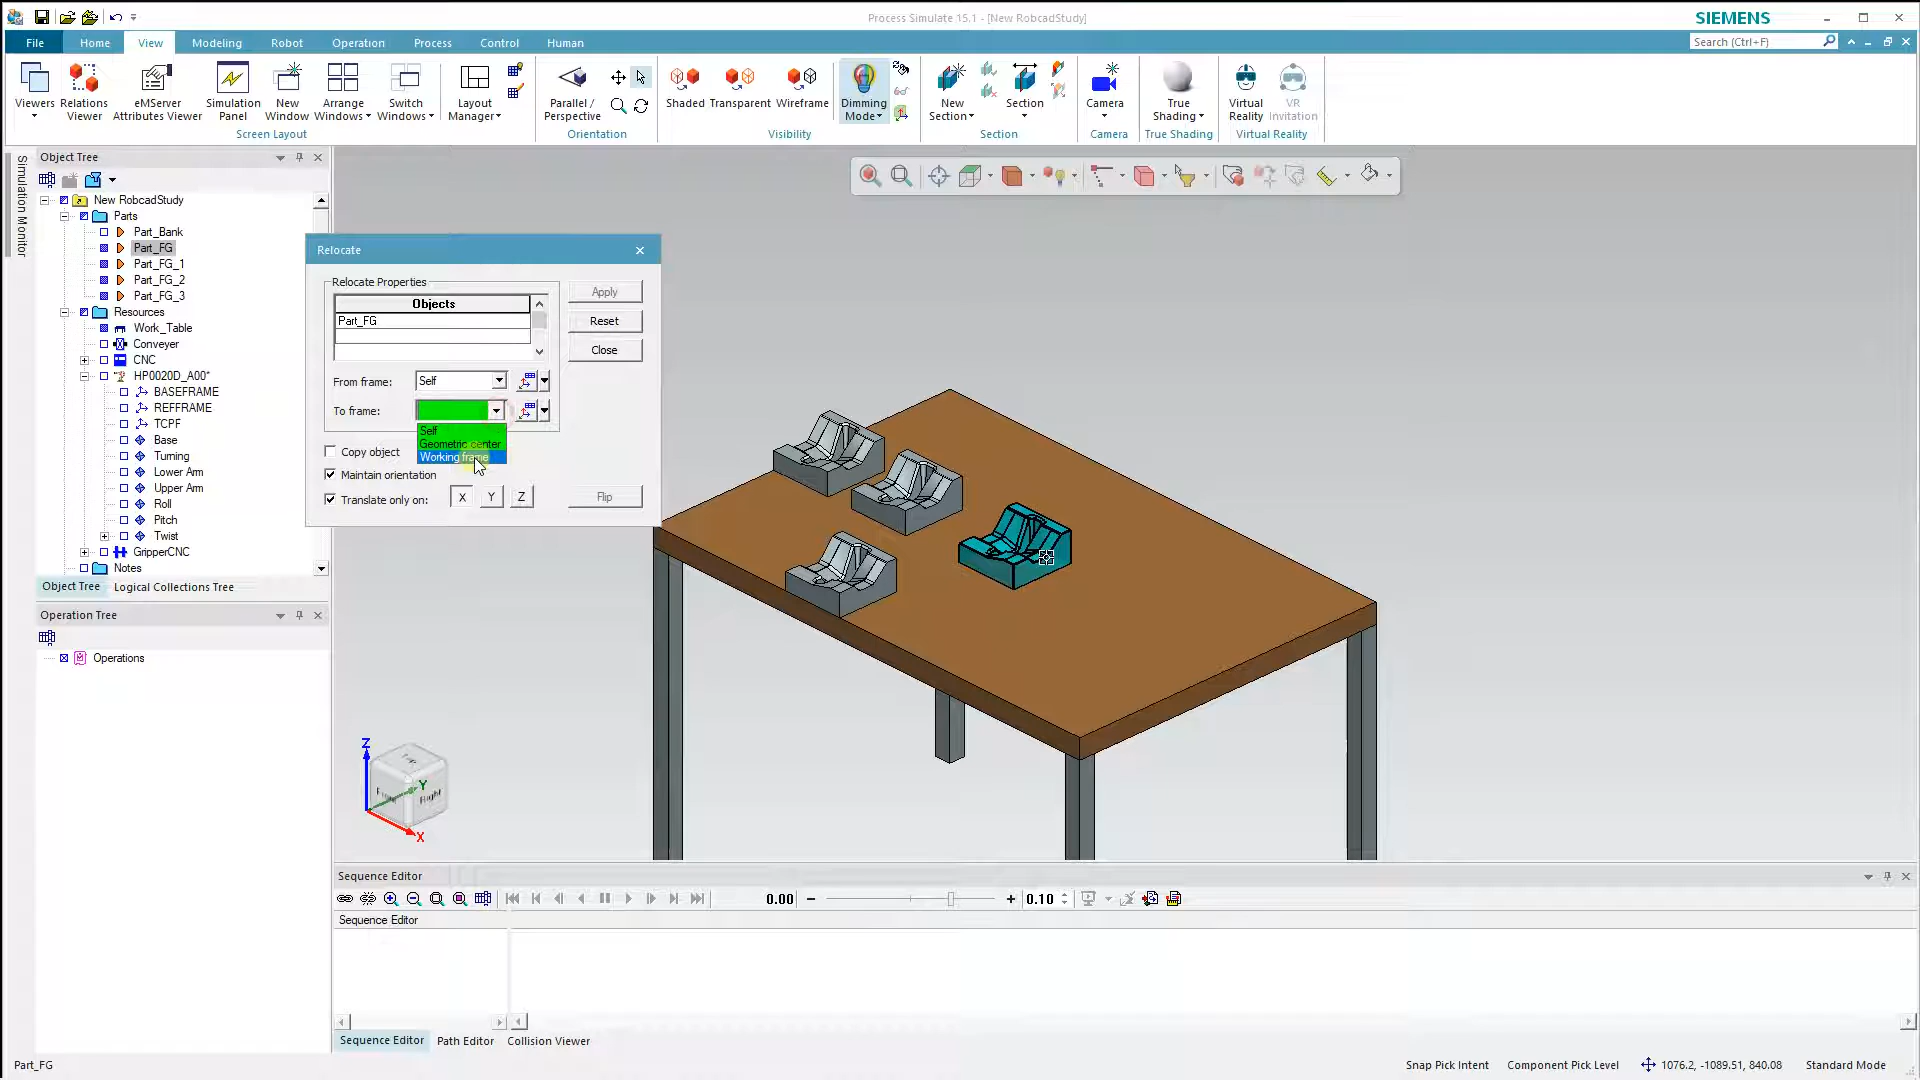 Process Simulate 15.1 - [New RobcadStudy]
SIEMENS
File
Home
View
Modeling
Robot
Operation
Process
Control
Human
Search (Ctrl+F)
Viewers
Relations Viewer
eMServer Attributes Viewer
Simulation Panel
New Window
Arrange Windows
Switch Windows
Layout Manager
Parallel / Perspective
Shaded
Transparent
Wireframe
Dimming Mode
New Section
Section
Camera
True Shading
Virtual Reality
VR Invitation
Screen Layout
Orientation
Visibility
Section
Camera
True Shading
Virtual Reality
Simulation Monitor
Object Tree
New RobcadStudy
Parts
Part_Bank
Part_FG
Part_FG_1
Part_FG_2
Part_FG_3
Resources
Work_Table
Conveyer
CNC
HP0020D_A00*
BASEFRAME
REFFRAME
TCPF
Base
Turning
Lower Arm
Upper Arm
Roll
Pitch
Twist
GripperCNC
Notes
Object Tree
Logical Collections Tree
Operation Tree
Operations
Relocate
Relocate Properties
Objects
Part_FG
Apply
Reset
Close
From frame:
Self
To frame:
Self
Geometric center
Working frame
Copy object
Maintain orientation
Translate only on:
X
Y
Z
Flip
Z
Y
X
Right
Sequence Editor
0.00
0.10
Sequence Editor
Sequence Editor
Path Editor
Collision Viewer
Part_FG
Snap Pick Intent
Component Pick Level
1076.2, -1089.51, 840.08
Standard Mode